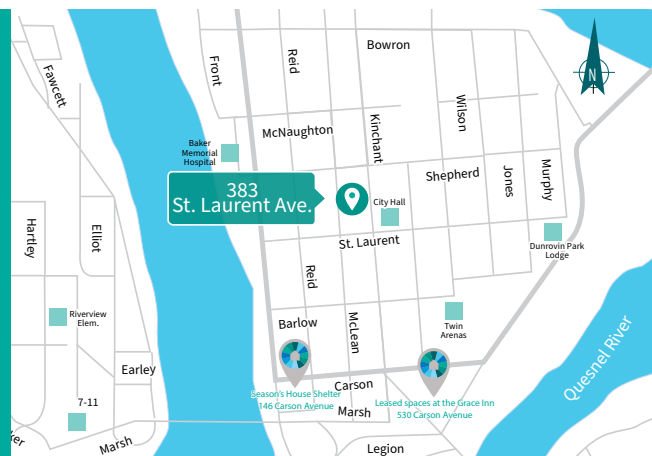 Bowron
Front
Reid
Fawcett
N
Wilson
Kinchant
McNaughton
Baker
Memorial
Hospital
Shepherd
Jones
Murphy
383
St. Laurent Ave.
City Hall
Hartley
Elliot
St. Laurent
Dunrovin Park
Lodge
Reid
Riverview
Elem.
Barlow
McLean
Twin
Arenas
Quesnel River
Earley
Carson
Season's House Shelter
146 Carson Avenue
Leased spaces at the Grace Inn
530 Carson Avenue
7-11
Marsh
ker
Marsh
Legion